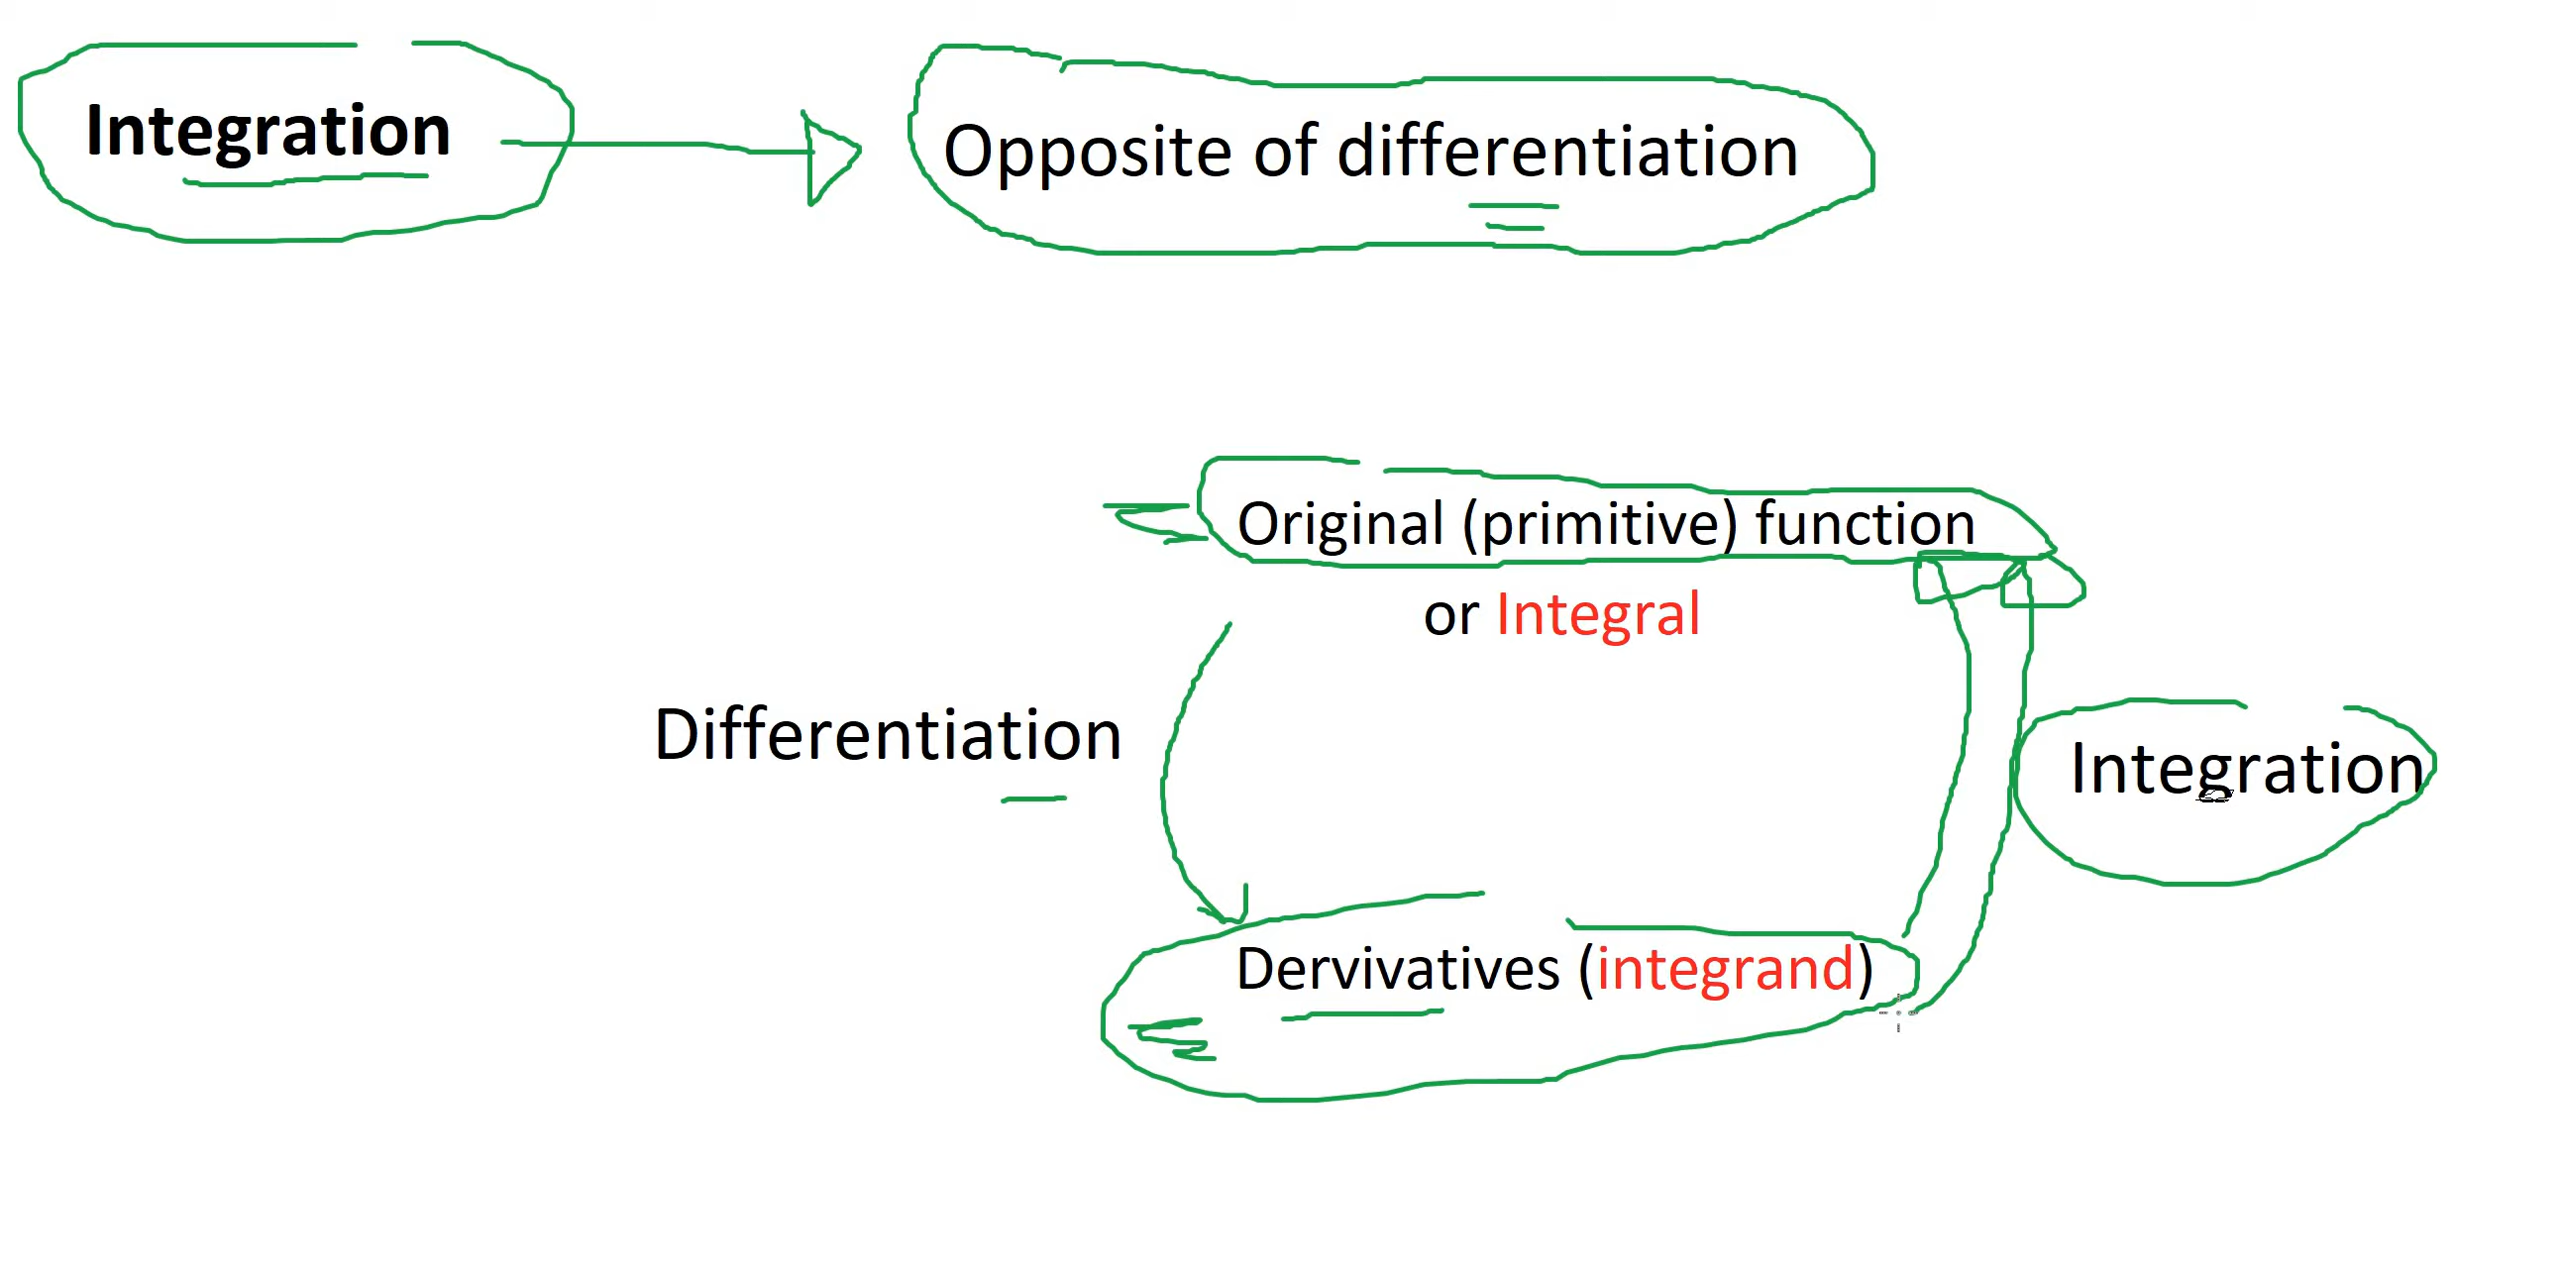 Integration
Opposite of differentiation
Original (primitive) function
or Integral
Differentiation
Integration
Dervivatives (integrand)